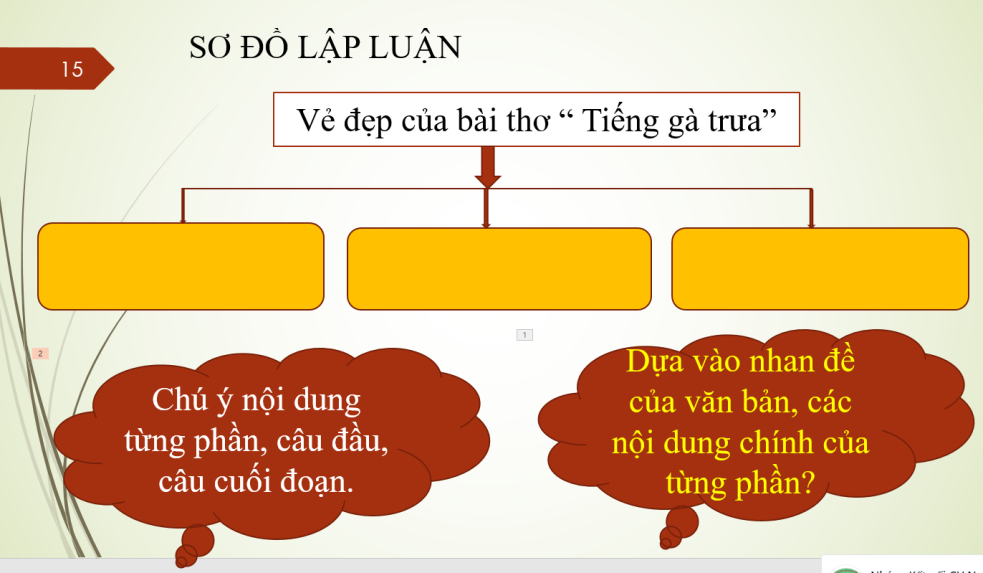 SƠ ĐỒ LẬP LUẬN
15
Vẻ đẹp của bài thơ “ Tiếng gà trưa”
1
2
Chú ý nội dung
từng phần, câu đầu,
câu cuối đoạn.
Dựa vào nhan đề
của văn bản, các
nội dung chính của
từng phần?